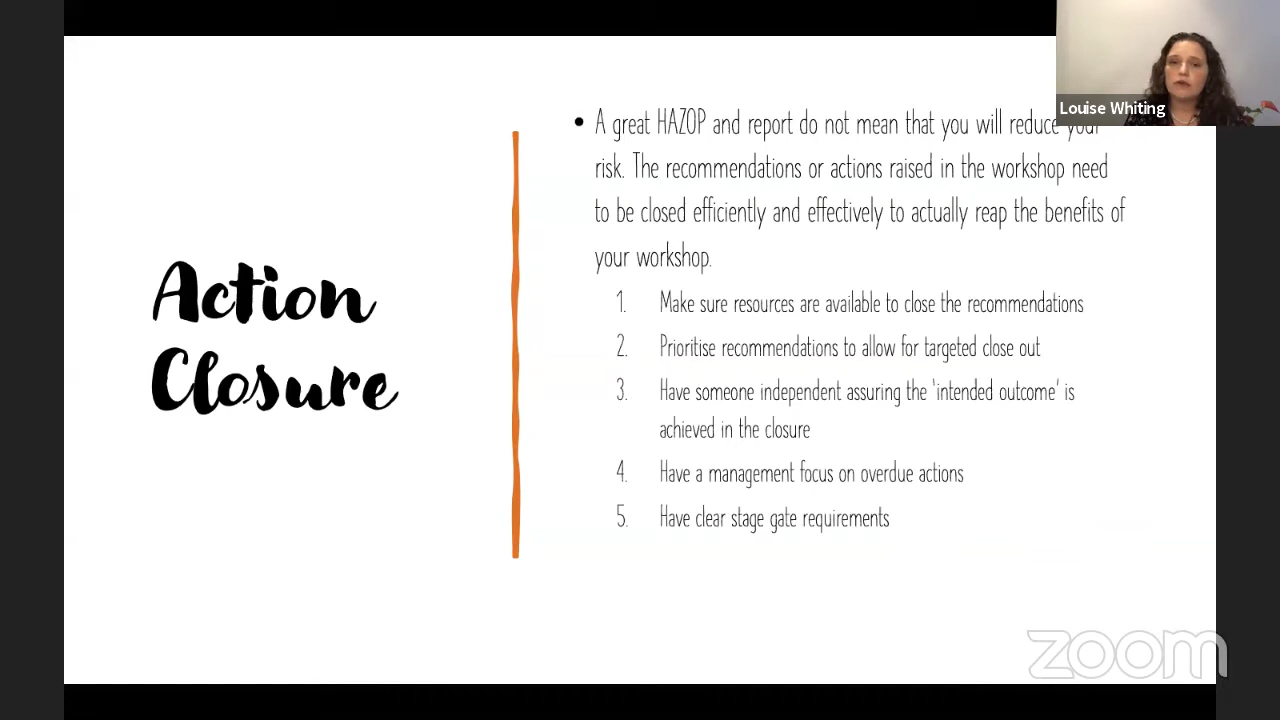 Louise Whiting
Action
Closure
• A great HAZOP and report do not mean that you will reduce your
risk. The recommendations or actions raised in the workshop need
to be closed efficiently and effectively to actually reap the benefits of
your workshop.
1. Make sure resources are available to close the recommendations
2. Prioritise recommendations to allow for targeted close out
3. Have someone independent assuring the 'intended outcome' is
achieved in the closure
4. Have a management focus on overdue actions
5. Have clear stage gate requirements
zoom